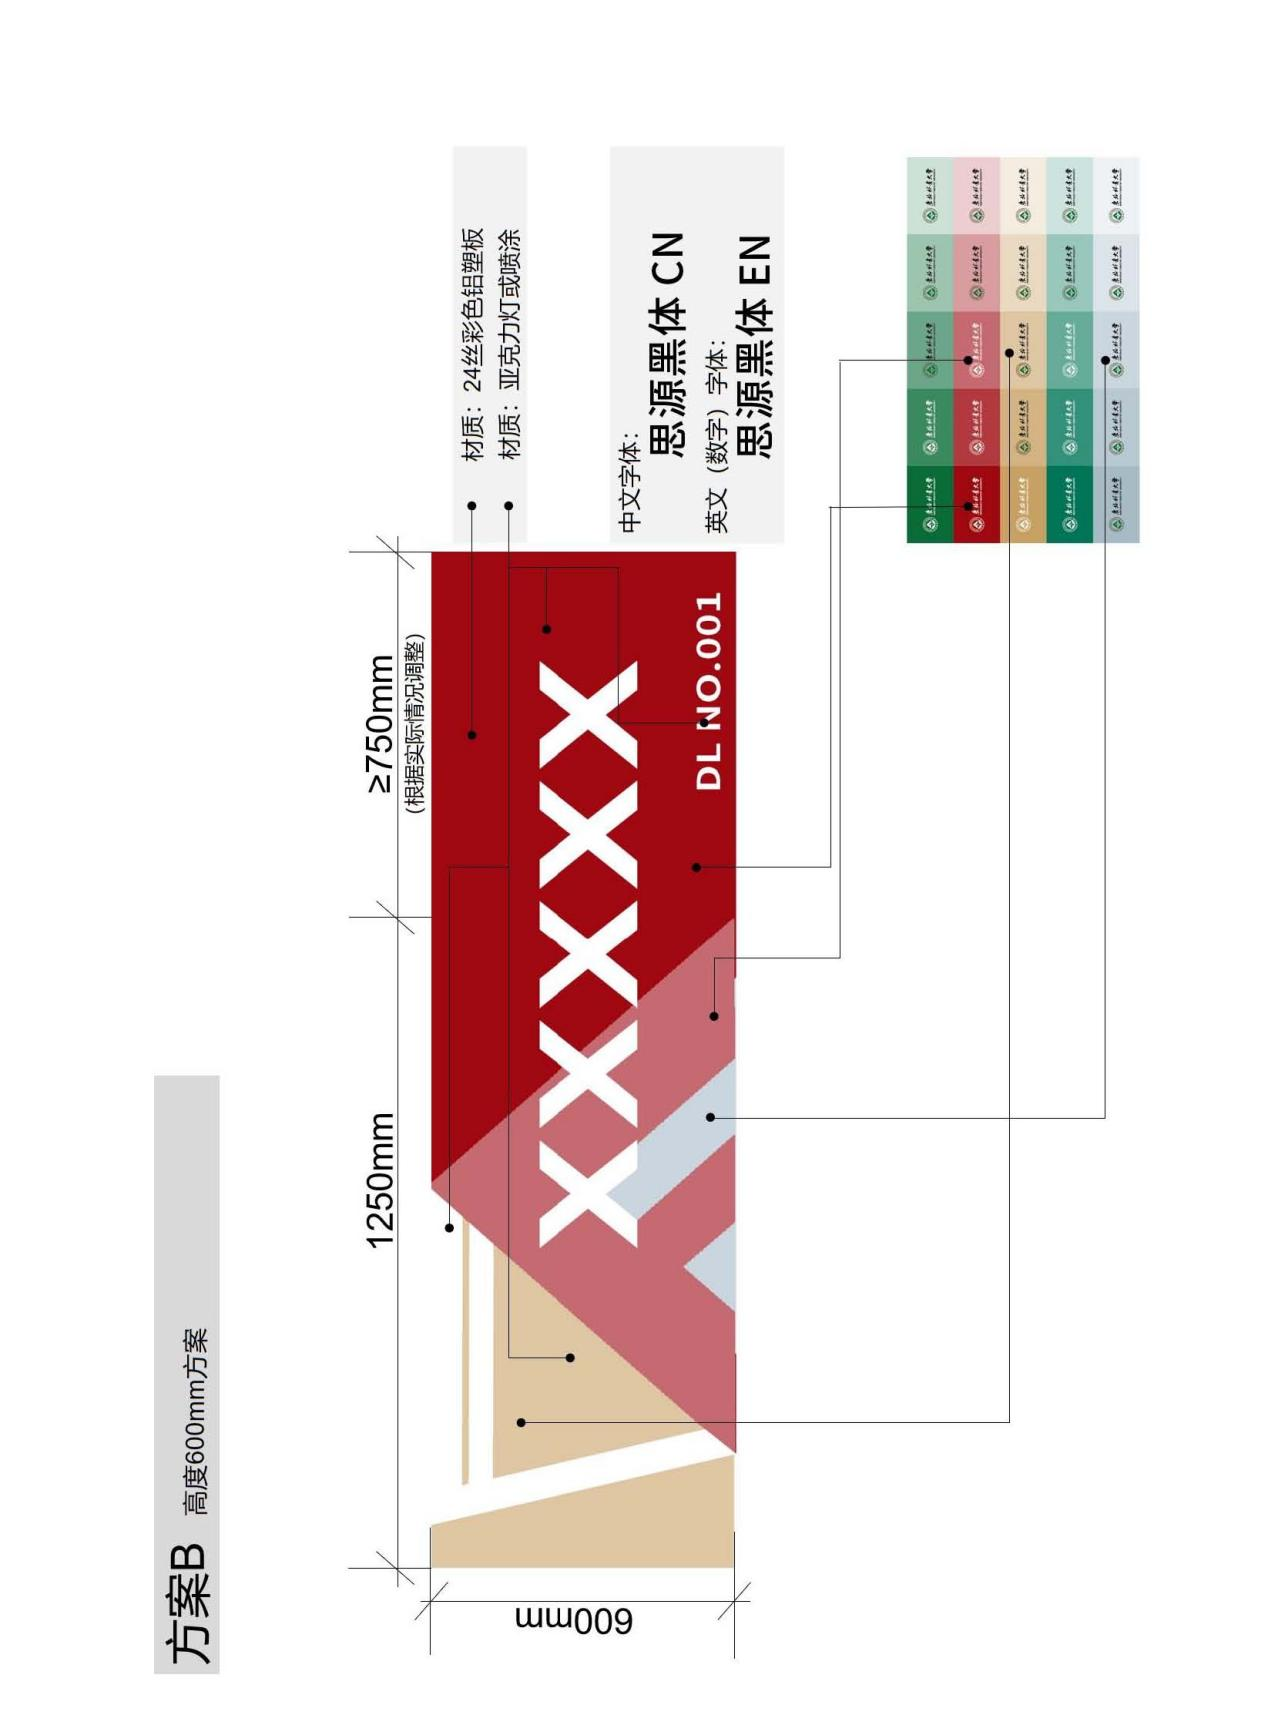 方案B 高度600mm方案
1250mm
≥750mm
(根据实际情况调整)
600mm
XXXXX
DL NO.001
材质：24丝彩色铝塑板
材质：亚克力灯或喷涂
中文字体：
思源黑体 CN
英文（数字）字体：
思源黑体 EN